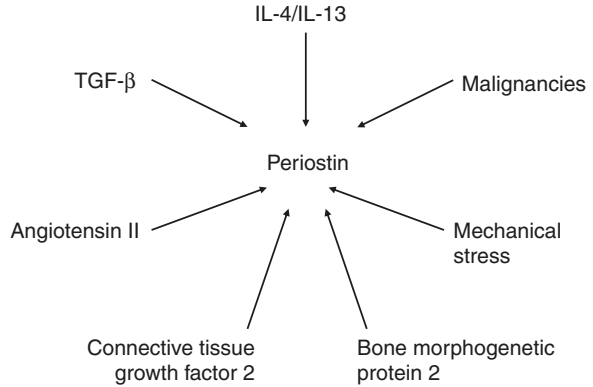 IL-4/IL-13
TGF-β
Malignancies
Periostin
Angiotensin II
Mechanical
stress
Connective tissue
growth factor 2
Bone morphogenetic
protein 2